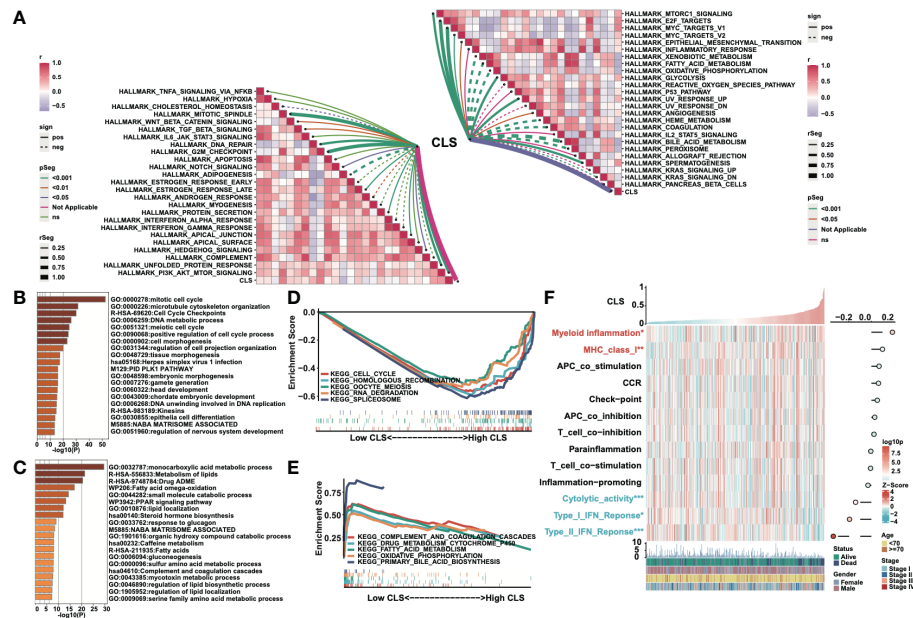 A
r
1.0
0.5
0.0
−0.5
sign
pos
neg
pSeg
<0.001
<0.01
<0.05
Not Applicable
ns
rSeg
0.25
0.50
0.75
1.00
HALLMARK_TNFA_SIGNALING_VIA_NFKB
HALLMARK_HYPOXIA
HALLMARK_CHOLESTEROL_HOMEOSTASIS
HALLMARK_MITOTIC_SPINDLE
HALLMARK_WNT_BETA_CATENIN_SIGNALING
HALLMARK_TGF_BETA_SIGNALING
HALLMARK_IL6_JAK_STAT3_SIGNALING
HALLMARK_DNA_REPAIR
HALLMARK_G2M_CHECKPOINT
HALLMARK_APOPTOSIS
HALLMARK_NOTCH_SIGNALING
HALLMARK_ADIPOGENESIS
HALLMARK_ESTROGEN_RESPONSE_EARLY
HALLMARK_ESTROGEN_RESPONSE_LATE
HALLMARK_ANDROGEN_RESPONSE
HALLMARK_MYOGENESIS
HALLMARK_PROTEIN_SECRETION
HALLMARK_INTERFERON_ALPHA_RESPONSE
HALLMARK_INTERFERON_GAMMA_RESPONSE
HALLMARK_APICAL_JUNCTION
HALLMARK_APICAL_SURFACE
HALLMARK_HEDGEHOG_SIGNALING
HALLMARK_COMPLEMENT
HALLMARK_UNFOLDED_PROTEIN_RESPONSE
HALLMARK_PI3K_AKT_MTOR_SIGNALING
CLS
CLS
HALLMARK_MTORC1_SIGNALING
HALLMARK_E2F_TARGETS
HALLMARK_MYC_TARGETS_V1
HALLMARK_MYC_TARGETS_V2
HALLMARK_EPITHELIAL_MESENCHYMAL_TRANSITION
HALLMARK_INFLAMMATORY_RESPONSE
HALLMARK_XENOBIOTIC_METABOLISM
HALLMARK_FATTY_ACID_METABOLISM
HALLMARK_OXIDATIVE_PHOSPHORYLATION
HALLMARK_GLYCOLYSIS
HALLMARK_REACTIVE_OXYGEN_SPECIES_PATHWAY
HALLMARK_P53_PATHWAY
HALLMARK_UV_RESPONSE_UP
HALLMARK_UV_RESPONSE_DN
HALLMARK_ANGIOGENESIS
HALLMARK_HEME_METABOLISM
HALLMARK_COAGULATION
HALLMARK_IL2_STAT5_SIGNALING
HALLMARK_BILE_ACID_METABOLISM
HALLMARK_PEROXISOME
HALLMARK_ALLOGRAFT_REJECTION
HALLMARK_SPERMATOGENESIS
HALLMARK_KRAS_SIGNALING_UP
HALLMARK_KRAS_SIGNALING_DN
HALLMARK_PANCREAS_BETA_CELLS
CLS
sign
pos
neg
r
1.0
0.5
0.0
−0.5
rSeg
0.25
0.50
0.75
1.00
pSeg
<0.001
<0.05
Not Applicable
ns
B
GO:0000278:mitotic cell cycle
GO:0000226:microtubule cytoskeleton organization
R-HSA-69620:Cell Cycle Checkpoints
GO:0006259:DNA metabolic process
GO:0051321:meiotic cell cycle
GO:0090068:positive regulation of cell cycle process
GO:0000902:cell morphogenesis
GO:0031344:regulation of cell projection organization
GO:0048729:tissue morphogenesis
hsa05168:Herpes simplex virus 1 infection
M129:PID PLK1 PATHWAY
GO:0048598:embryonic morphogenesis
GO:0007276:gamete generation
GO:0060322:head development
GO:0043009:chordate embryonic development
GO:0006268:DNA unwinding involved in DNA replication
R-HSA-983189:Kinesins
GO:0030855:epithelia cell differentiation
M5885:NABA MATRISOME ASSOCIATED
GO:0051960:regulation of nervous system development
0 10 20 30 40 50
-log10(P)
C
GO:0032787:monocarboxylic acid metabolic process
R-HSA-556833:Metabolism of lipids
R-HSA-9748784:Drug ADME
WP206:Fatty acid omega-oxidation
GO:0044282:small molecule catabolic process
WP3942:PPAR signaling pathway
GO:0010876:lipid localization
hsa00140:Steroid hormone biosynthesis
GO:0033762:response to glucagon
M5885:NABA MATRISOME ASSOCIATED
GO:1901616:organic hydroxy compound catabolic process
hsa00232:Caffeine metabolism
R-HSA-211935:Fatty acids
GO:0006094:gluconeogenesis
GO:0000096:sulfur amino acid metabolic process
hsa04610:Complement and coagulation cascades
GO:0043385:mycotoxin metabolic process
GO:0046890:regulation of lipid biosynthetic process
GO:1905952:regulation of lipid localization
GO:0009069:serine family amino acid metabolic process
0 5 10 15 20 25 30
-log10(P)
D
Enrichment Score
0.0
−0.2
−0.4
−0.6
KEGG_CELL_CYCLE
KEGG_HOMOLOGOUS_RECOMBINATION
KEGG_OOCYTE_MEIOSIS
KEGG_RNA_DEGRADATION
KEGG_SPLICEOSOME
Low CLS<-------------->High CLS
E
Enrichment Score
0.75
0.50
0.25
KEGG_COMPLEMENT_AND_COAGULATION_CASCADES
KEGG_DRUG_METABOLISM_CYTOCHROME_P450
KEGG_FATTY_ACID_METABOLISM
KEGG_OXIDATIVE_PHOSPHORYLATION
KEGG_PRIMARY_BILE_ACID_BIOSYNTHESIS
Low CLS<-------------->High CLS
F
CLS
1
0.5
0
−0.2 0.0 0.2
Myeloid inflammation*
MHC_class_I**
APC_co_stimulation
CCR
Check-point
APC_co_inhibition
T_cell_co-inhibition
Parainflammation
T_cell_co-stimulation
Inflammation-promoting
Cytolytic_activity***
Type_I_IFN_Reponse*
Type_II_IFN_Reponse***
log10p
10.0
7.5
5.0
2.5
Z-Score
4
2
0
−2
−4
10
5
0
Status
Alive
Dead
Gender
Female
Male
Age
<70
>=70
Stage
Stage I
Stage II
Stage III
Stage IV